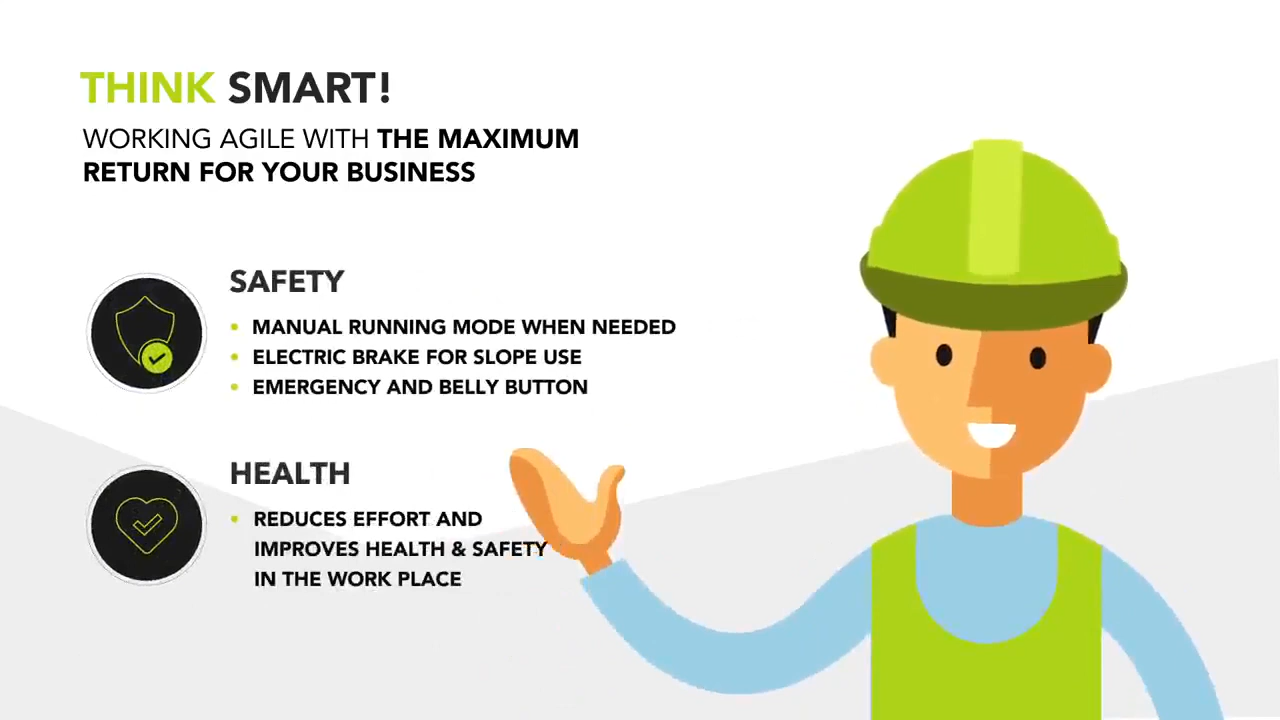 THINK SMART!
WORKING AGILE WITH THE MAXIMUM
RETURN FOR YOUR BUSINESS
SAFETY
• MANUAL RUNNING MODE WHEN NEEDED
• ELECTRIC BRAKE FOR SLOPE USE
• EMERGENCY AND BELLY BUTTON
HEALTH
• REDUCES EFFORT AND
IMPROVES HEALTH & SAFETY
IN THE WORK PLACE